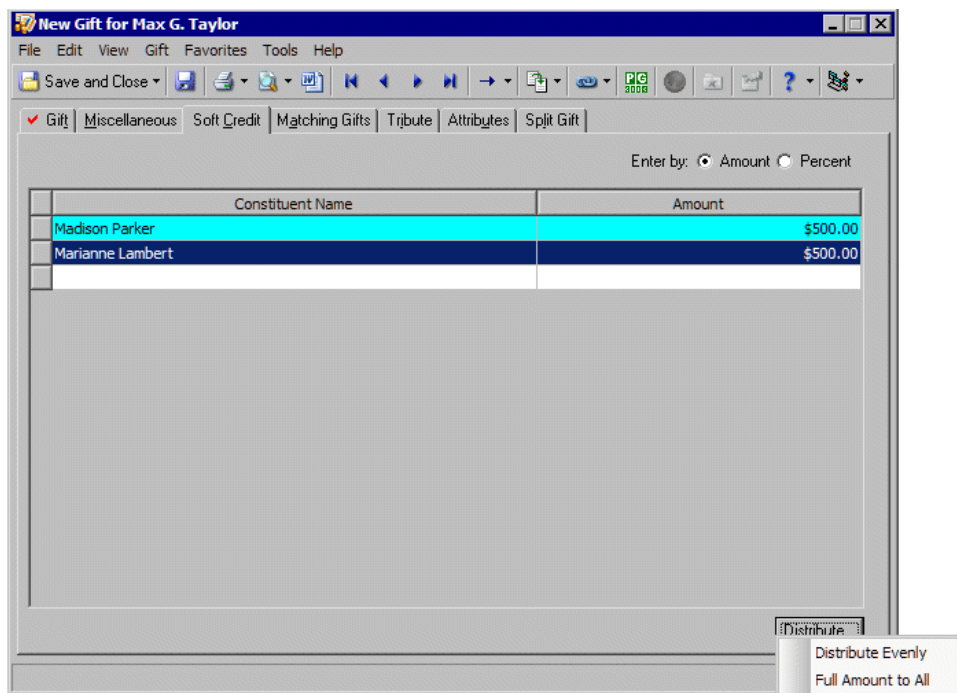 New Gift for Max G. Taylor
File Edit View Gift Favorites Tools Help
Save and Close
Gift Miscellaneous Soft Credit Matching Gifts Tribute Attributes Split Gift
Enter by: Amount Percent
Constituent Name Amount
Madison Parker $500.00
Marianne Lambert $500.00
Distribute
Distribute Evenly
Full Amount to All